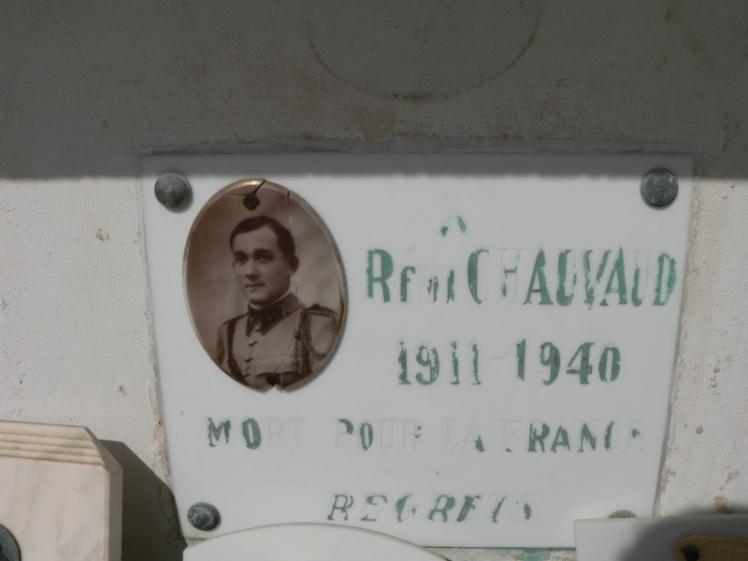 À
René CHAUVAUD
1911-1940
MORT POUR LA FRANCE
REGRETS